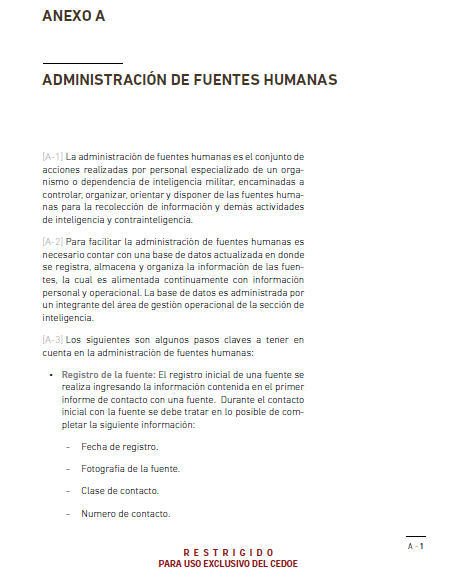 ANEXO A
ADMINISTRACIÓN DE FUENTES HUMANAS
[A-1] La administración de fuentes humanas es el conjunto de
acciones realizadas por personal especializado de un orga-
nismo o dependencia de inteligencia militar, encaminadas a
controlar, organizar, orientar y disponer de las fuentes huma-
nas para la recolección de información y demás actividades
de inteligencia y contrainteligencia.
[A-2] Para facilitar la administración de fuentes humanas es
necesario contar con una base de datos actualizada en donde
se registra, almacena y organiza la información de las fuen-
tes, la cual es alimentada continuamente con información
personal y operacional. La base de datos es administrada por
un integrante del área de gestión operacional de la sección de
inteligencia.
[A-3] Los siguientes son algunos pasos claves a tener en
cuenta en la administración de fuentes humanas:
• Registro de la fuente: El registro inicial de una fuente se
realiza ingresando la información contenida en el primer
informe de contacto con una fuente. Durante el contacto
inicial con la fuente se debe tratar en lo posible de com-
pletar la siguiente información:
- Fecha de registro.
- Fotografía de la fuente.
- Clase de contacto.
- Numero de contacto.
A - 1
RESTRIGIDO
PARA USO EXCLUSIVO DEL CEDOE